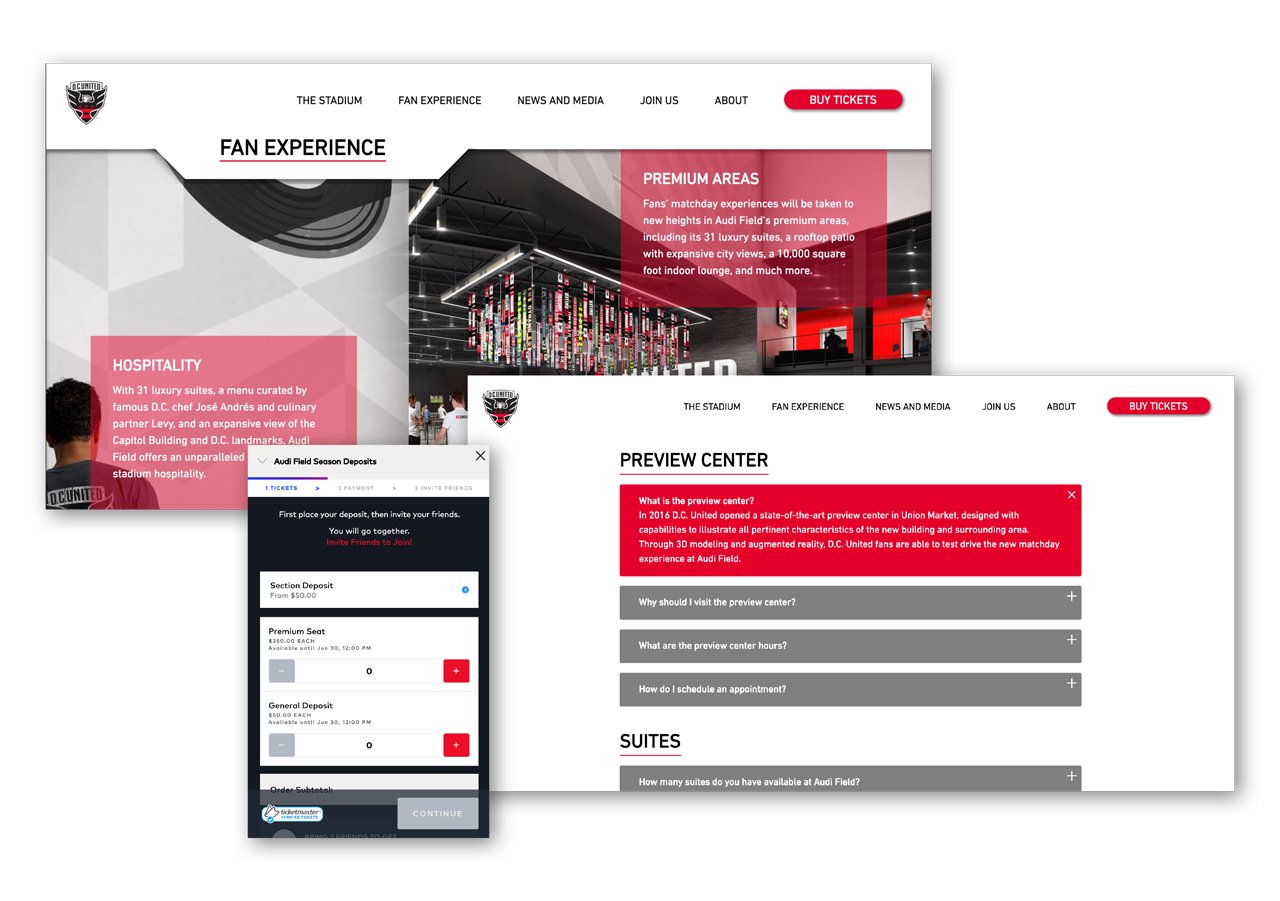 D.C.UNITED
THE STADIUM
FAN EXPERIENCE
NEWS AND MEDIA
JOIN US
ABOUT
BUY TICKETS
FAN EXPERIENCE
PREMIUM AREAS
Fans' matchday experiences will be taken to
new heights in Audi Field's premium areas,
including its 31 luxury suites, a rooftop patio
with expansive city views, a 10,000 square
foot indoor lounge, and much more.
UNITED
HOSPITALITY
With 31 luxury suites, a menu curated by
famous D.C. chef José Andrés and culinary
partner Levy, and an expansive view of the
Capitol Building and D.C. landmarks, Audi
Field offers an unparalleled
stadium hospitality.
D.C.UNITED
Audi Field Season Deposits
1 TICKETS > 2 PAYMENT > 3 INVITE FRIENDS
First place your deposit, then invite your friends.
You will go together.
Invite Friends to Join!
Section Deposit
From $50.00
Premium Seat
$250.00 EACH
Available until Jun 30, 12:00 PM
− 0 +
General Deposit
$50.00 EACH
Available until Jun 30, 12:00 PM
− 0 +
Order Subtotal:
ticketmaster
VERIFIED TICKETS
CONTINUE
BRING 3 FRIENDS TO GET
D.C.UNITED
THE STADIUM
FAN EXPERIENCE
NEWS AND MEDIA
JOIN US
ABOUT
BUY TICKETS
PREVIEW CENTER
What is the preview center?
In 2016 D.C. United opened a state-of-the-art preview center in Union Market, designed with
capabilities to illustrate all pertinent characteristics of the new building and surrounding area.
Through 3D modeling and augmented reality, D.C. United fans are able to test drive the new matchday
experience at Audi Field.
Why should I visit the preview center?
What are the preview center hours?
How do I schedule an appointment?
SUITES
How many suites do you have available at Audi Field?